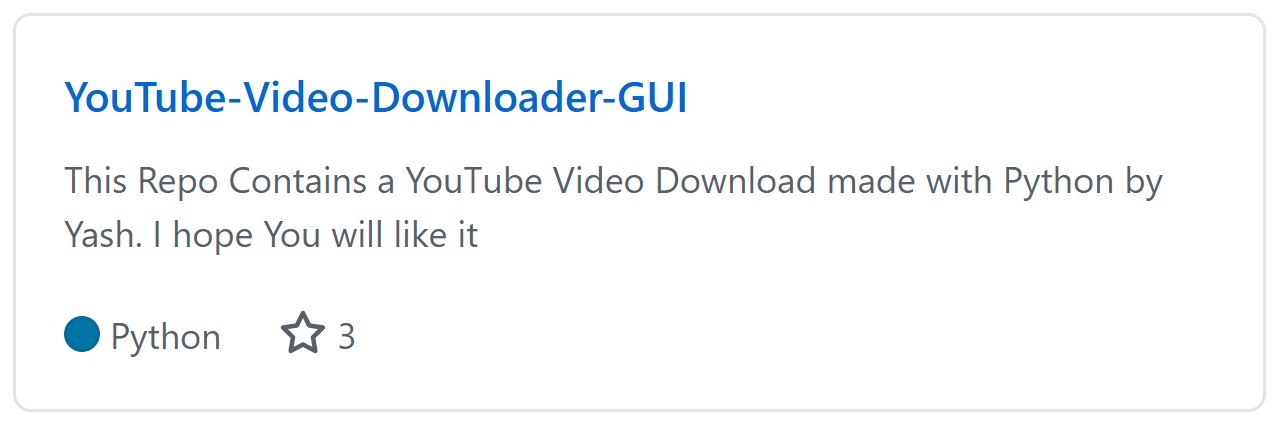 YouTube-Video-Downloader-GUI
This Repo Contains a YouTube Video Download made with Python by
Yash. I hope You will like it
Python 3